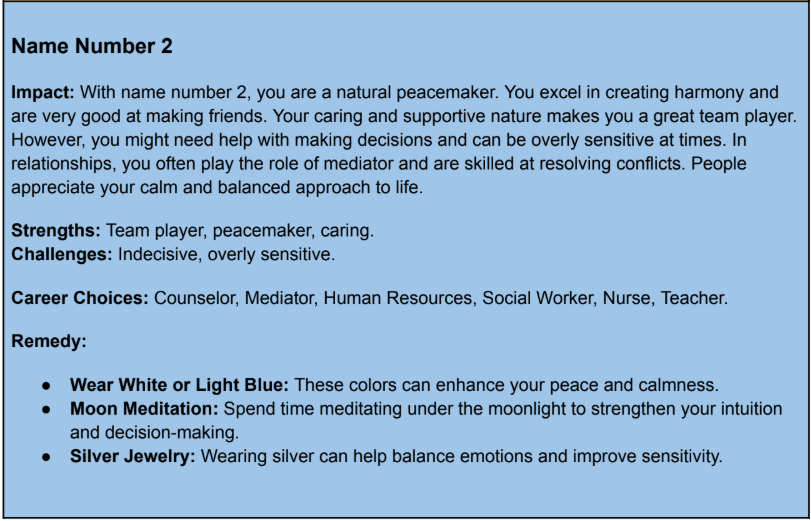 Name Number 2
Impact: With name number 2, you are a natural peacemaker. You excel in creating harmony and
are very good at making friends. Your caring and supportive nature makes you a great team player.
However, you might need help with making decisions and can be overly sensitive at times. In
relationships, you often play the role of mediator and are skilled at resolving conflicts. People
appreciate your calm and balanced approach to life.
Strengths: Team player, peacemaker, caring.
Challenges: Indecisive, overly sensitive.
Career Choices: Counselor, Mediator, Human Resources, Social Worker, Nurse, Teacher.
Remedy:
● Wear White or Light Blue: These colors can enhance your peace and calmness.
● Moon Meditation: Spend time meditating under the moonlight to strengthen your intuition
and decision-making.
● Silver Jewelry: Wearing silver can help balance emotions and improve sensitivity.